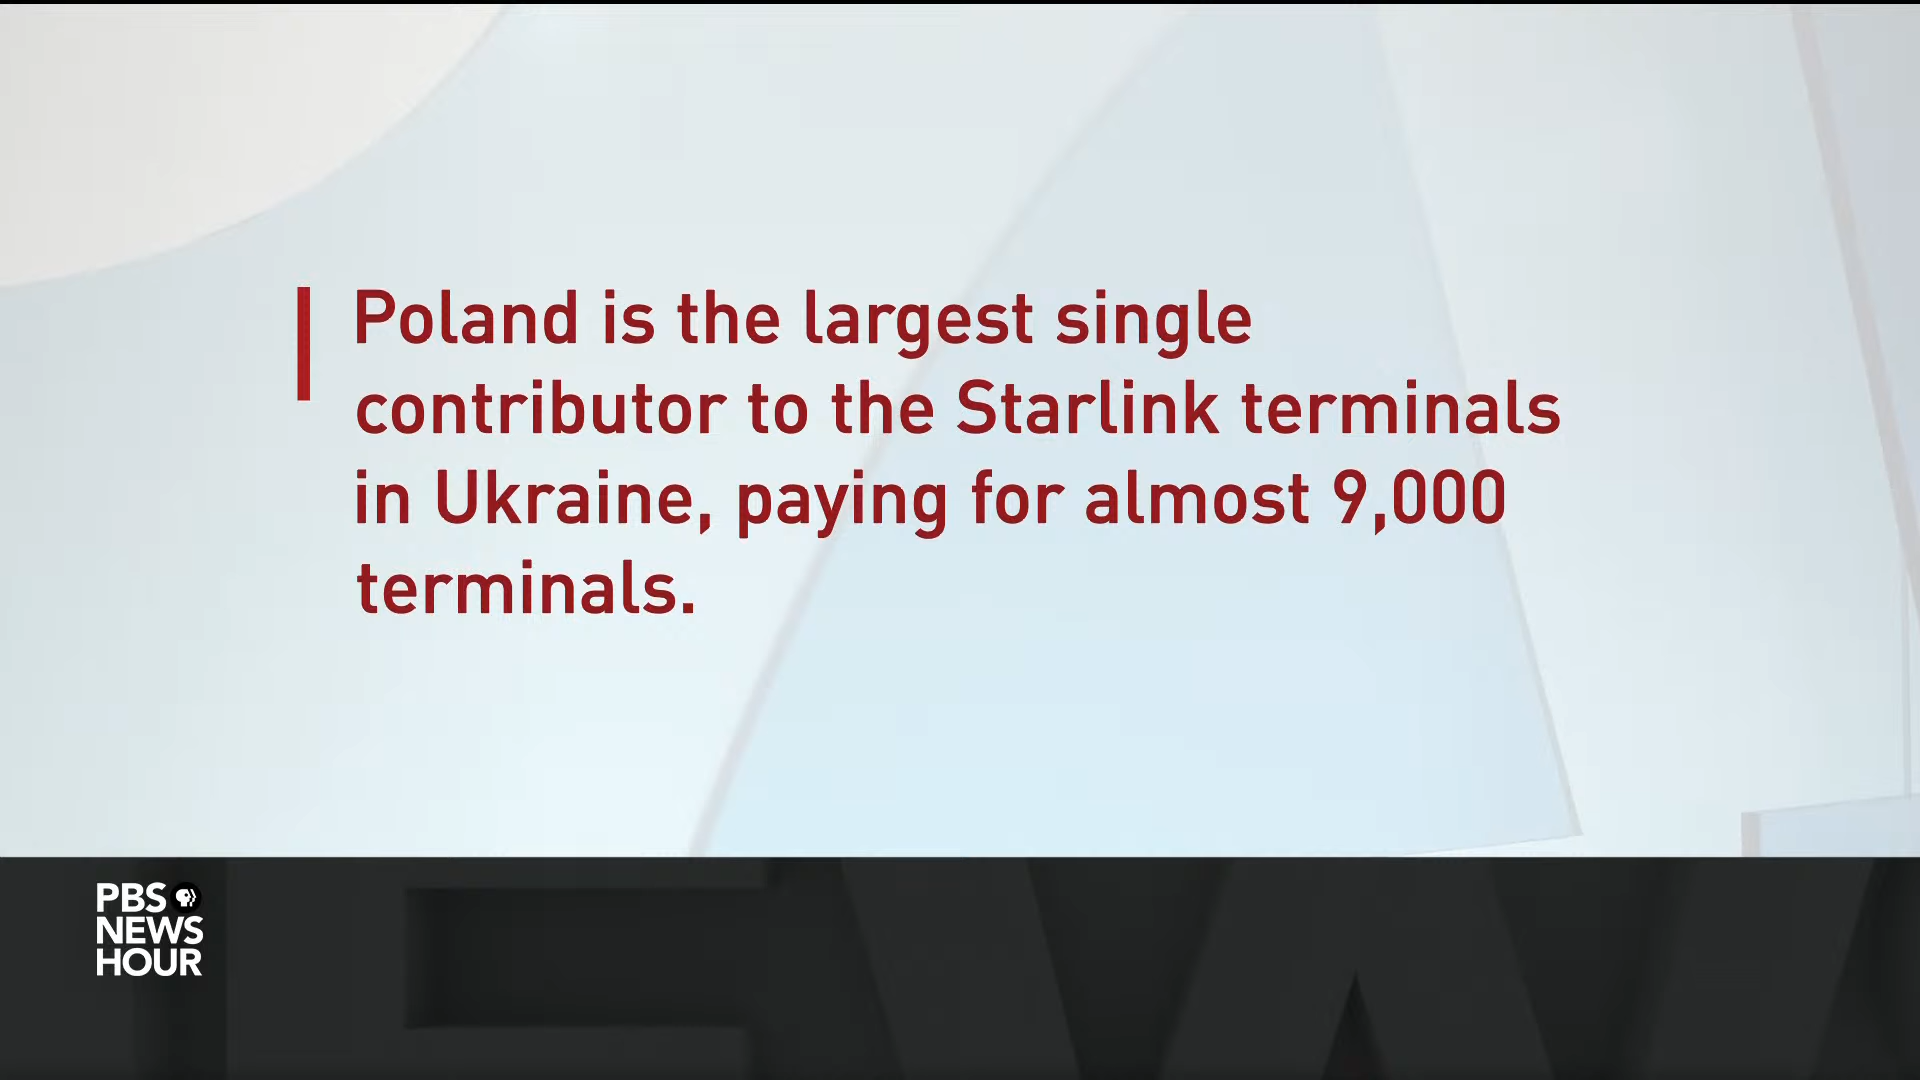 Poland is the largest single
contributor to the Starlink terminals
in Ukraine, paying for almost 9,000
terminals.
PBS
NEWS
HOUR